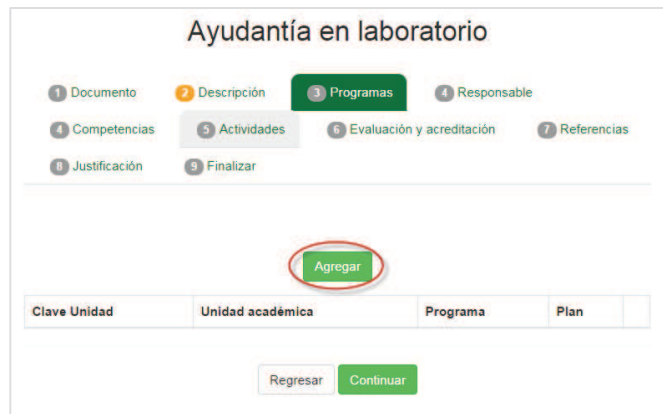 Ayudantía en laboratorio
1 Documento 2 Descripción 3 Programas 4 Responsable
4 Competencias 5 Actividades 6 Evaluación y acreditación 7 Referencias
8 Justificación 9 Finalizar
Agregar
Clave Unidad Unidad acadèmica Programa Plan
Regresar Continuar